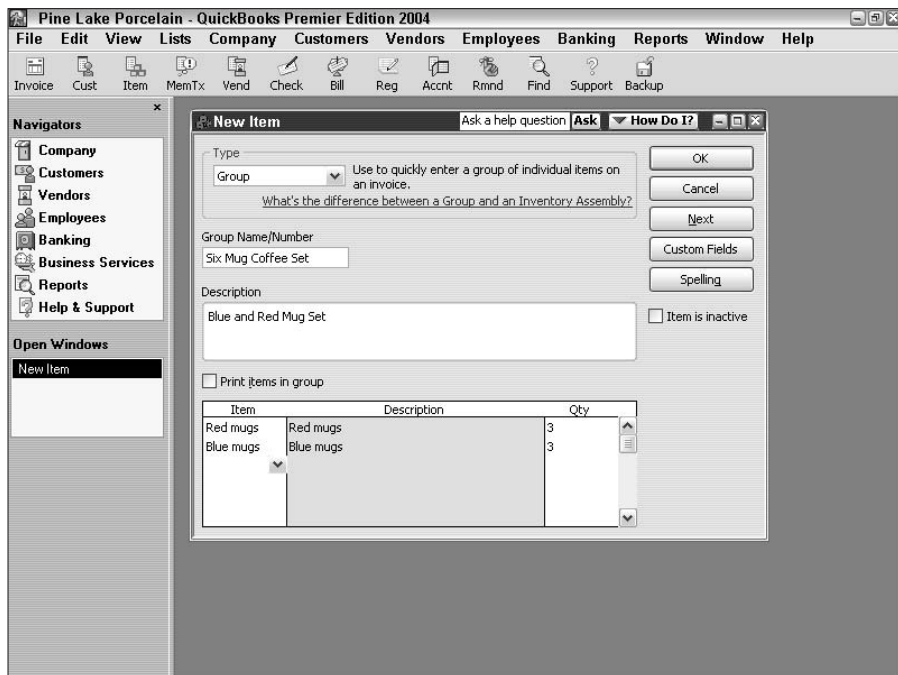 Pine Lake Porcelain - QuickBooks Premier Edition 2004
File Edit View Lists Company Customers Vendors Employees Banking Reports Window Help
Invoice Cust Item MemTx Vend Check Bill Reg Accnt Rmnd Find Support Backup
Navigators
Company
Customers
Vendors
Employees
Banking
Business Services
Reports
Help & Support
Open Windows
New Item
New Item Ask a help question Ask How Do I?
Type
Group
Use to quickly enter a group of individual items on
an invoice.
What's the difference between a Group and an Inventory Assembly?
Group Name/Number
Six Mug Coffee Set
Description
Blue and Red Mug Set
Print items in group
Item Description Qty
Red mugs Red mugs 3
Blue mugs Blue mugs 3
OK
Cancel
Next
Custom Fields
Spelling
Item is inactive